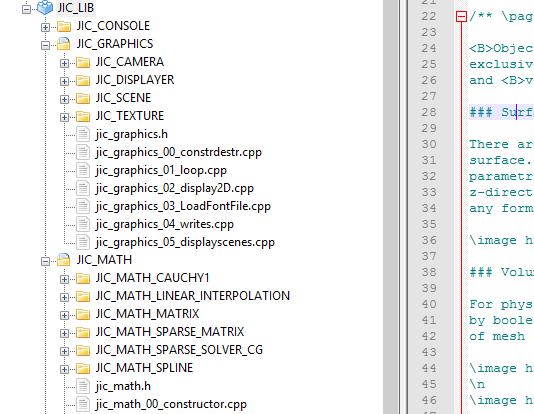 JIC_LIB
JIC_CONSOLE
JIC_GRAPHICS
JIC_CAMERA
JIC_DISPLAYER
JIC_SCENE
JIC_TEXTURE
jic_graphics.h
jic_graphics_00_constrdestr.cpp
jic_graphics_01_loop.cpp
jic_graphics_02_display2D.cpp
jic_graphics_03_LoadFontFile.cpp
jic_graphics_04_writes.cpp
jic_graphics_05_displayscenes.cpp
JIC_MATH
JIC_MATH_CAUCHY1
JIC_MATH_LINEAR_INTERPOLATION
JIC_MATH_MATRIX
JIC_MATH_SPARSE_MATRIX
JIC_MATH_SPARSE_SOLVER_CG
JIC_MATH_SPLINE
jic_math.h
jic_math_00_constructor.cpp
21
22 /** \pag
23
24 <B>Objec
25 exclusiv
26 and <B>v
27
28 ### Surf
29
30 There ar
31 surface.
32 parametr
33 z-direct
34 any form
35
36 \image h
37
38 ### Volu
39
40 For phys
41 by boole
42 of mesh
43
44 \image h
45 \n
46 \image h